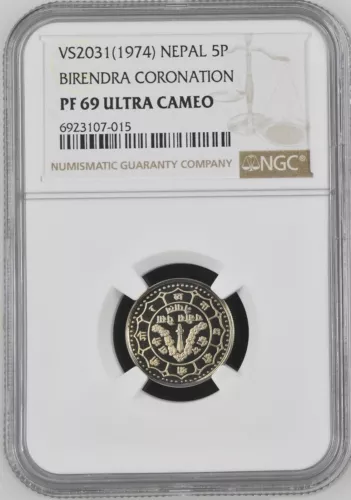 VS2031(1974) NEPAL 5P
BIRENDRA CORONATION
PF 69 ULTRA CAMEO
6923107-015
NUMISMATIC GUARANTY COMPANY
NGC®